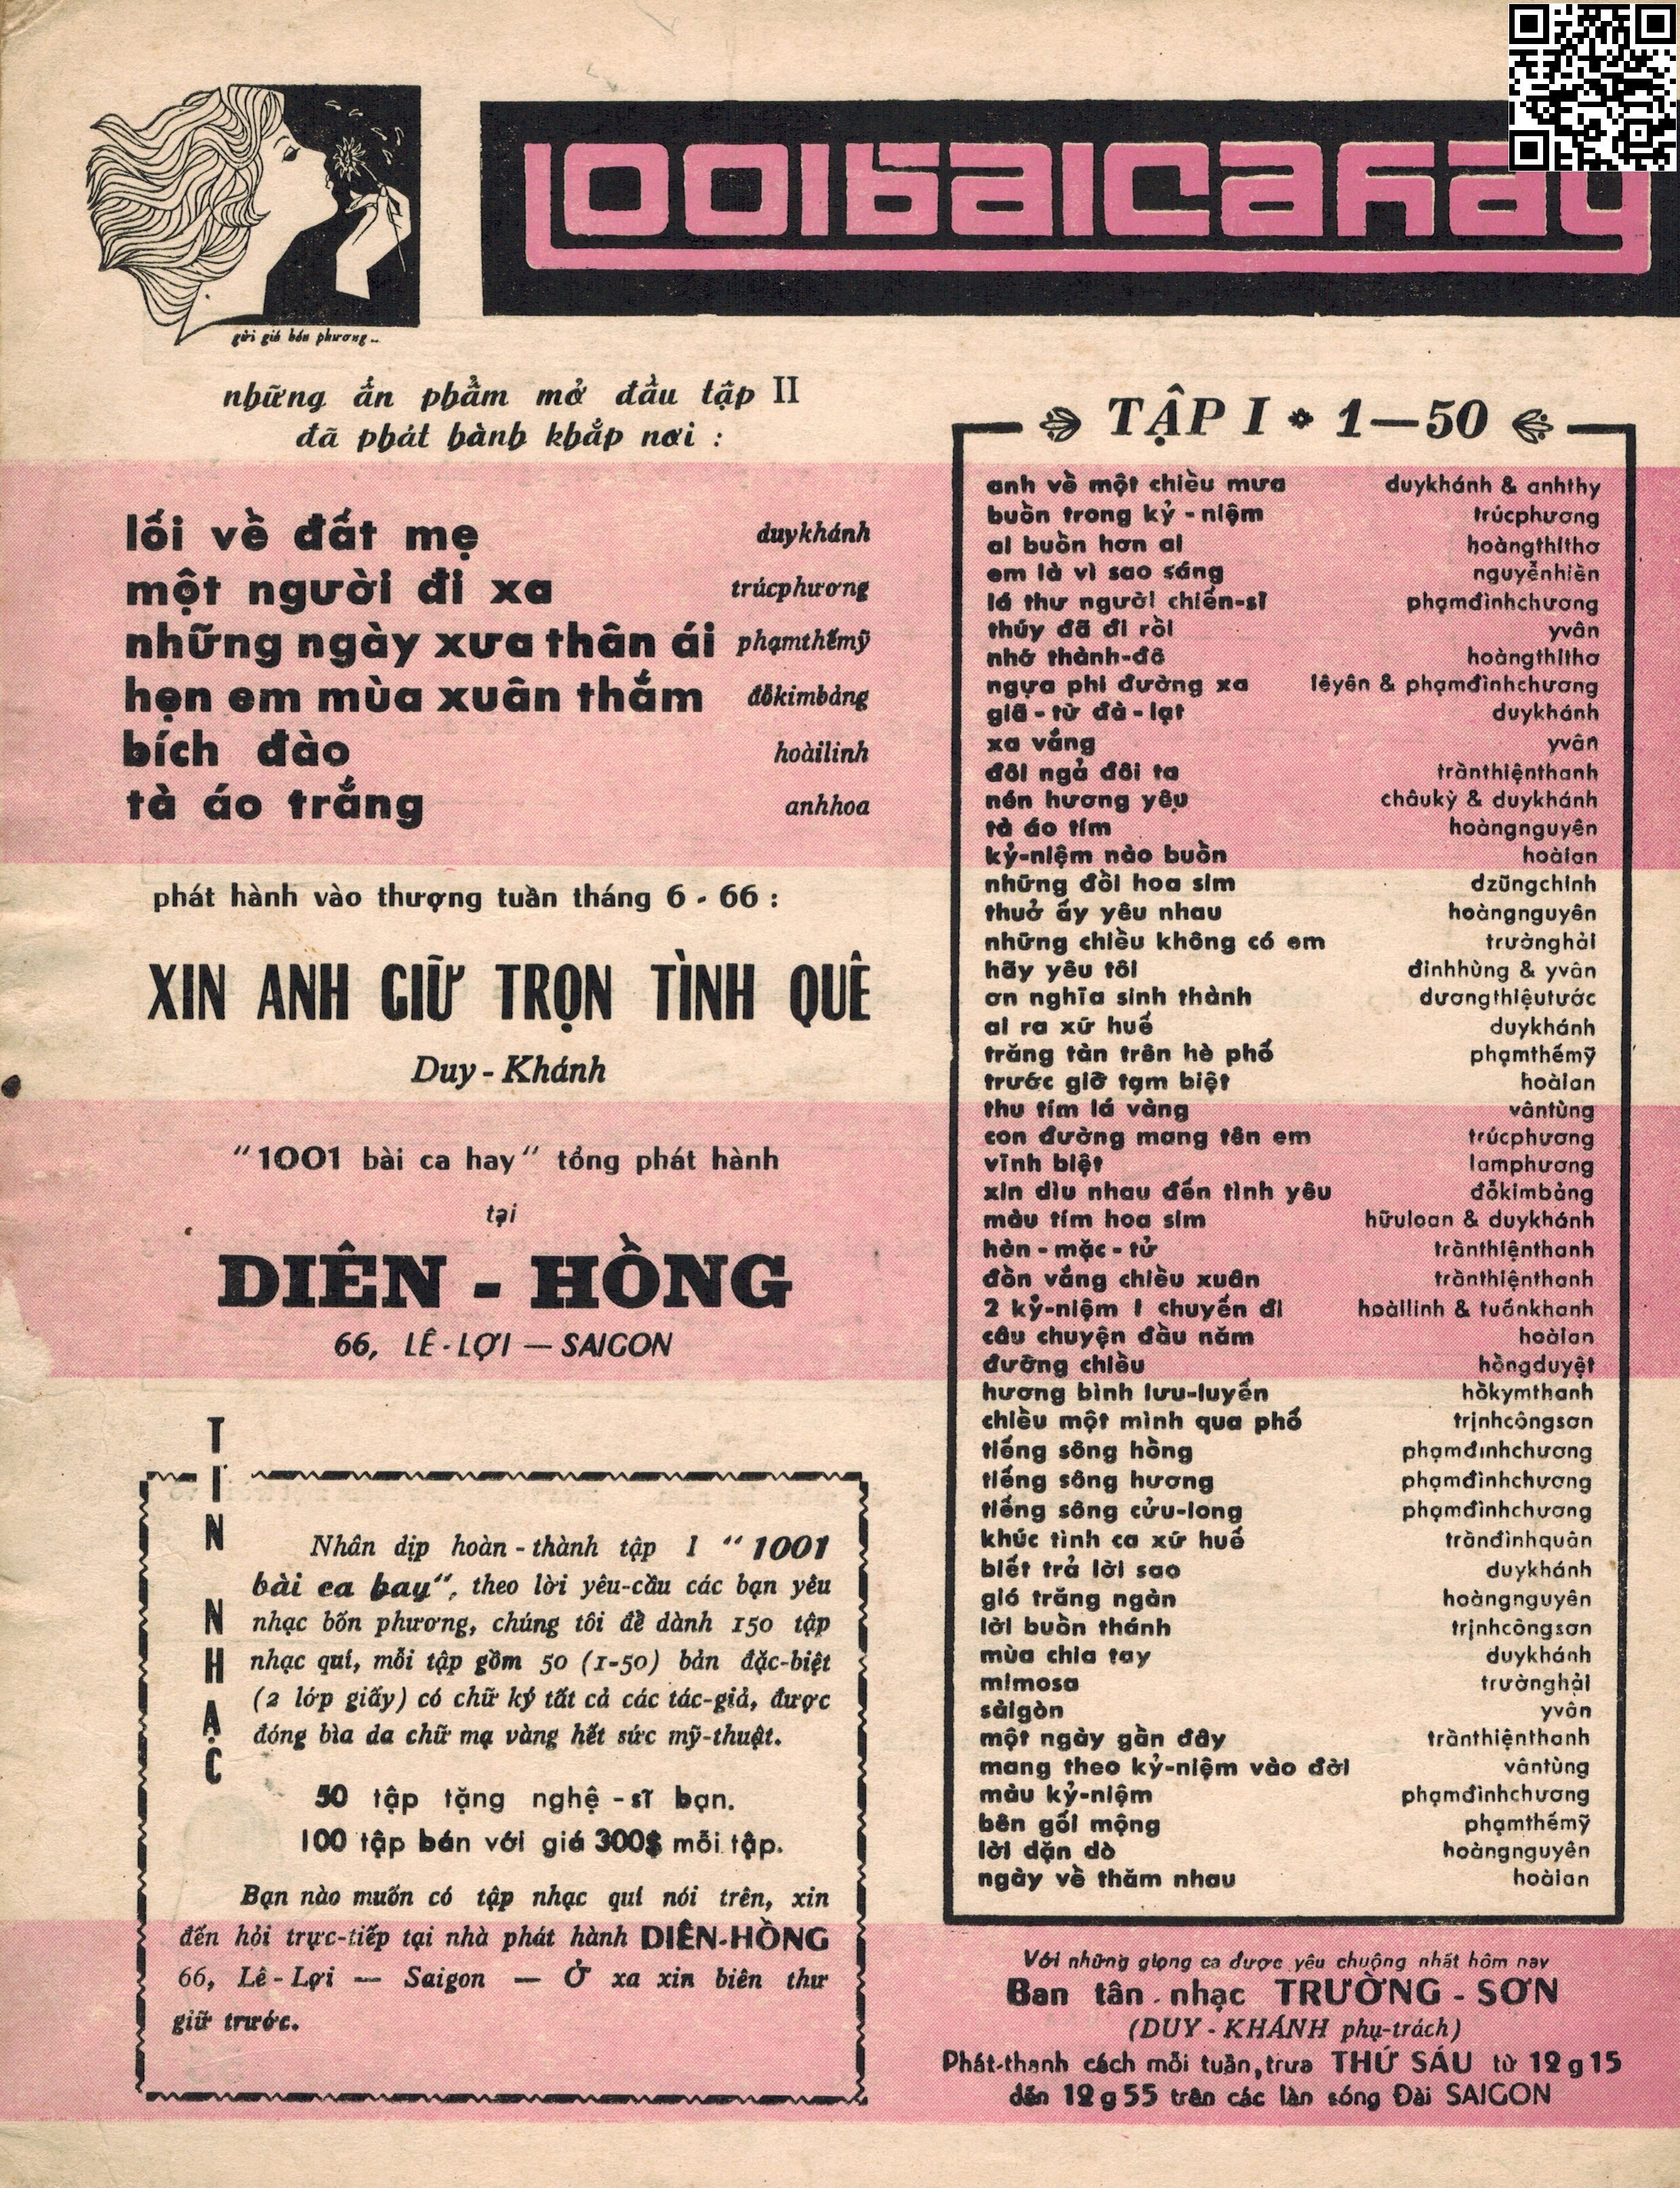 1001 bài ca hay
gửi gió bốn phương..
những ấn phẩm mở đầu tập II
đã phát hành khắp nơi :
lối về đất mẹ duykhánh
một người đi xa trúcphương
những ngày xưa thân ái phạmthếmỹ
hẹn em mùa xuân thắm đỗkimbảng
bích đào hoàilinh
tà áo trắng anhhoa
phát hành vào thượng tuần tháng 6 - 66 :
XIN ANH GIỮ TRỌN TÌNH QUÊ
Duy - Khánh
"1001 bài ca hay" tổng phát hành
tại
DIÊN - HỒNG
66, LÊ - LỢI — SAIGON
TIN NHẠC
Nhân dịp hoàn - thành tập I "1001
bài ca hay", theo lời yêu-cầu các bạn yêu
nhạc bốn phương, chúng tôi để dành 150 tập
nhạc quí, mỗi tập gồm 50 (1-50) bản đặc-biệt
(2 lớp giấy) có chữ ký tất cả các tác-giả, được
đóng bìa da chữ mạ vàng hết sức mỹ-thuật.
50 tập tặng nghệ - sĩ bạn.
100 tập bán với giá 300$ mỗi tập.
Bạn nào muốn có tập nhạc quí nói trên, xin
đến hỏi trực-tiếp tại nhà phát hành DIÊN-HỒNG
66, Lê - Lợi — Saigon — Ở xa xin biên thư
giữ trước.
TẬP I * 1—50
anh về một chiều mưa duykhánh & anhthy
buồn trong kỷ - niệm trúcphương
ai buồn hơn ai hoàngthithơ
em là vì sao sáng nguyễnhiền
lá thư người chiến-sĩ phạmđìnhchương
thúy đã đi rồi yvân
nhớ thành-đô hoàngthithơ
ngựa phi đường xa lêyên & phạmđìnhchương
giã - từ đà - lạt duykhánh
xa vắng yvân
đôi ngả đôi ta trầnthiệnthanh
nén hương yêu châukỳ & duykhánh
tà áo tím hoàngnguyên
kỷ-niệm nào buồn hoàian
những đồi hoa sim dzũngchinh
thuở ấy yêu nhau hoàngnguyên
những chiều không có em trườnghải
hãy yêu tôi đinhhùng & yvân
ơn nghĩa sinh thành dươngthiệutước
ai ra xứ huế duykhánh
trăng tàn trên hè phố phạmthếmỹ
trước giờ tạm biệt hoàian
thu tím lá vàng vântùng
con đường mang tên em trúcphương
vĩnh biệt lamphương
xin dìu nhau đến tình yêu đỗkimbảng
màu tím hoa sim hữuloan & duykhánh
hàn - mặc - tử trầnthiệnthanh
đồn vắng chiều xuân trầnthiệnthanh
2 kỷ-niệm 1 chuyến đi hoàilinh & tuấnkhanh
câu chuyện đầu năm hoàian
đường chiều hồngduyệt
hương bình lưu-luyến hồkymthanh
chiều một mình qua phố trịnhcôngsơn
tiếng sông hồng phạmđìnhchương
tiếng sông hương phạmđìnhchương
tiếng sông cửu-long phạmđìnhchương
khúc tình ca xứ huế trầnđìnhquân
biết trả lời sao duykhánh
gió trăng ngàn hoàngnguyên
lời buồn thánh trịnhcôngsơn
mùa chia tay duykhánh
mimosa trườnghải
sàigòn yvân
một ngày gần đây trầnthiệnthanh
mang theo kỷ-niệm vào đời vântùng
màu kỷ-niệm phạmđìnhchương
bên gối mộng phạmthếmỹ
lời dặn dò hoàngnguyên
ngày về thăm nhau hoàian
Với những giọng ca được yêu chuộng nhất hôm nay
Ban tân . nhạc TRƯỜNG - SƠN
(DUY - KHÁNH phụ-trách)
Phát-thanh cách mỗi tuần, trưa THỨ SÁU từ 12 g 15
đến 12 g 55 trên các làn sóng Đài SAIGON